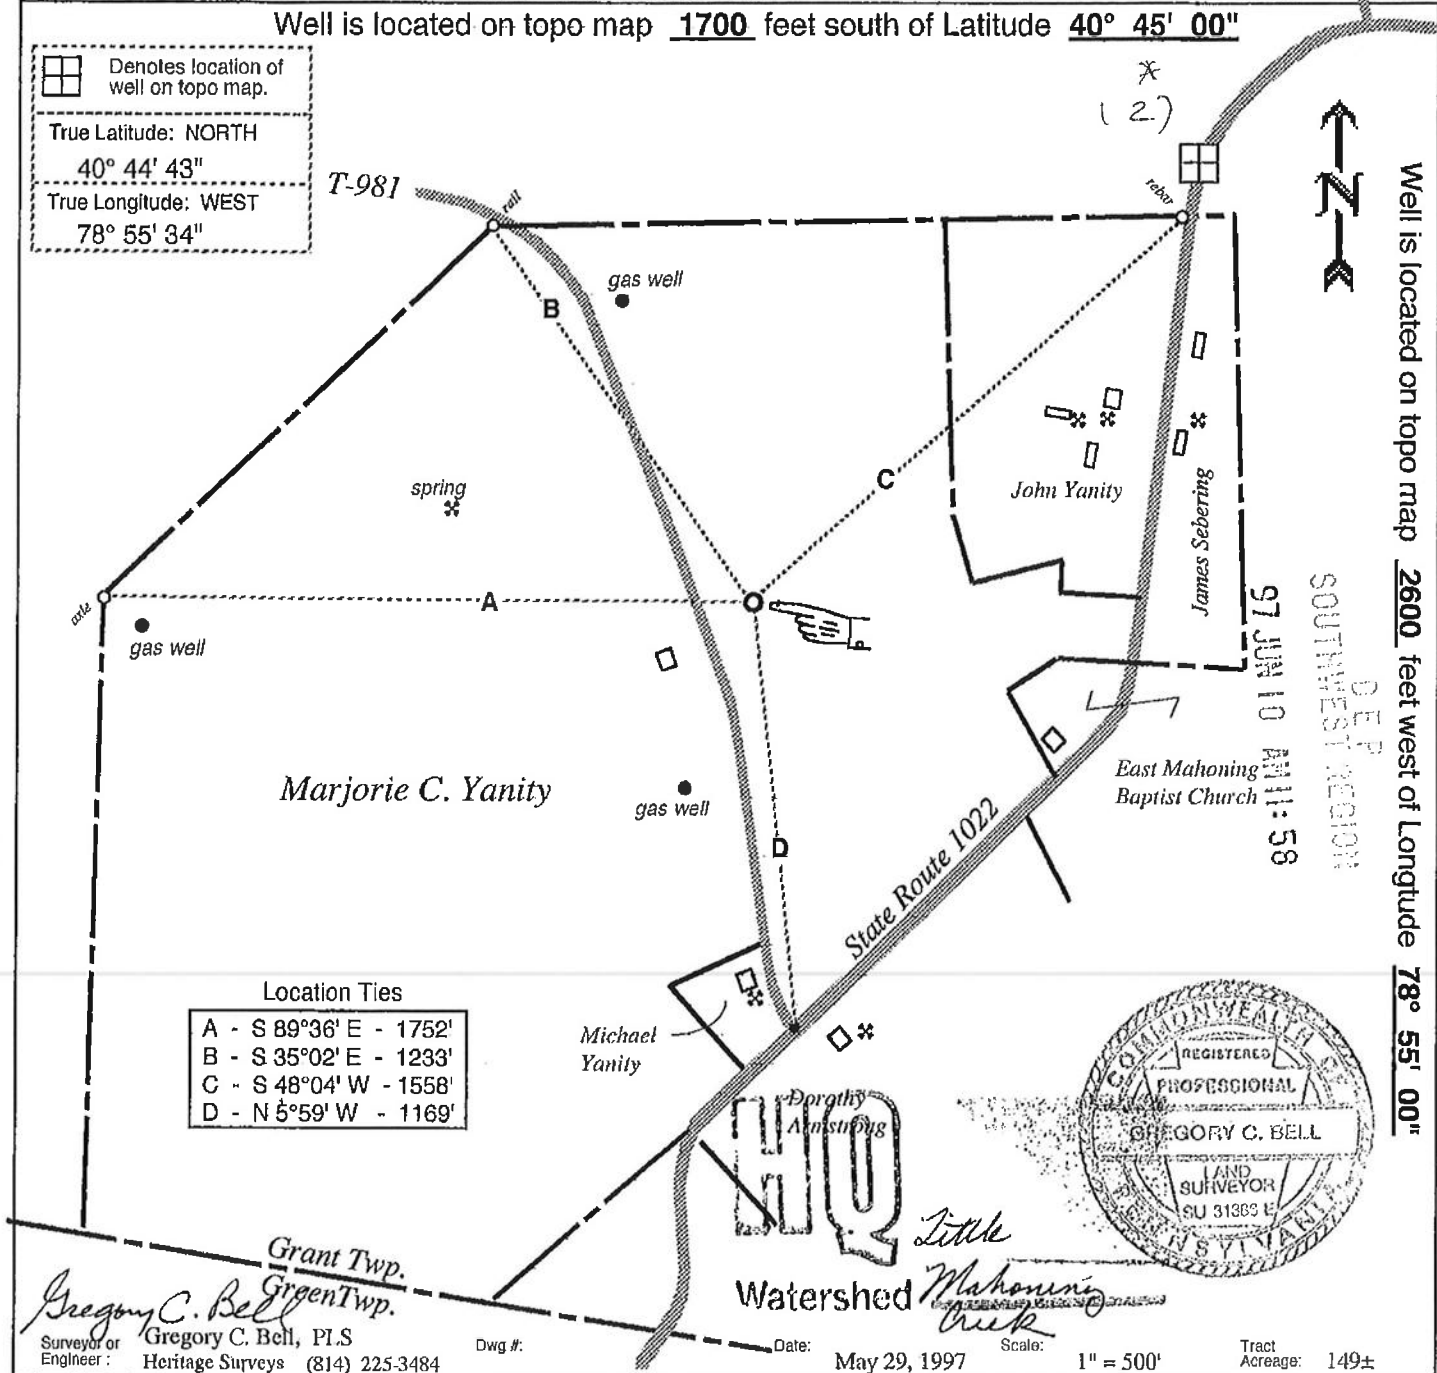 Well is located on topo map 1700 feet south of Latitude 40° 45' 00"
Denotes location of
well on topo map.
True Latitude: NORTH
40° 44' 43"
True Longitude: WEST
78° 55' 34"
*
(2)
N
T-981
rail
rebar
gas well
B
C
spring
John Yanity
James Sebering
axle
A
gas well
Marjorie C. Yanity
gas well
D
East Mahoning
Baptist Church
State Route 1022
Well is located on topo map 2600 feet west of Longtude 78° 55' 00"
97 JUN 10 AM 11:58
DEP
SOUTHWEST REGION
Location Ties
A - S 89°36' E - 1752'
B - S 35°02' E - 1233'
C - S 48°04' W - 1558'
D - N 5°59' W - 1169'
Michael
Yanity
Dorothy
Armstrong
HQ
Watershed Little
Mahoning
Creek
COMMONWEALTH OF
PENNSYLVANIA
REGISTERED
PROFESSIONAL
GREGORY C. BELL
LAND
SURVEYOR
SU 31383 E
Grant Twp.
GreenTwp.
Gregory C. Bell
Surveyor or
Engineer :
Gregory C. Bell, PLS
Heritage Surveys (814) 225-3484
Dwg #:
Date:
May 29, 1997
Scale:
1" = 500'
Tract
Acreage: 149±